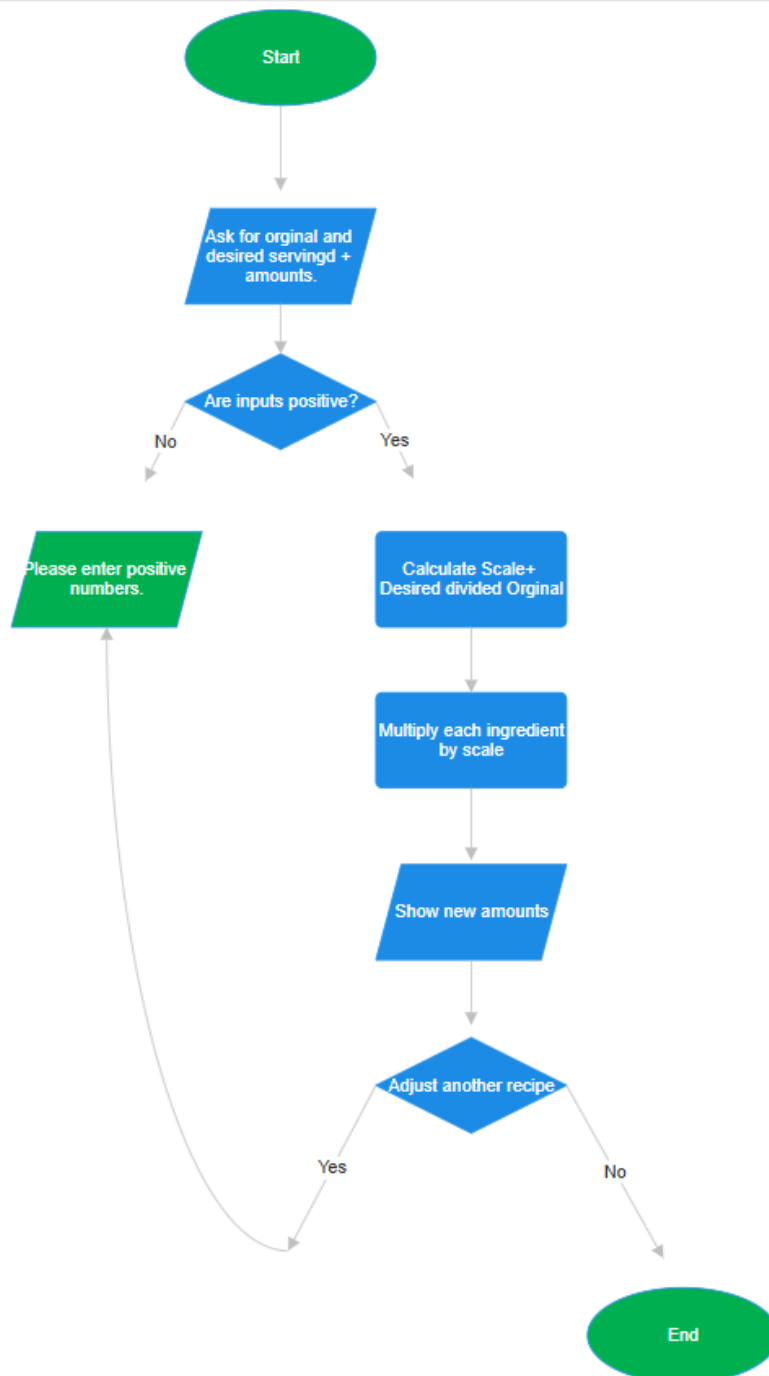 Start
Ask for orginal and
desired servingd +
amounts.
Are inputs positive?
No
Yes
Please enter positive
numbers.
Calculate Scale+
Desired divided Orginal
Multiply each ingredient
by scale
Show new amounts
Adjust another recipe
Yes
No
End